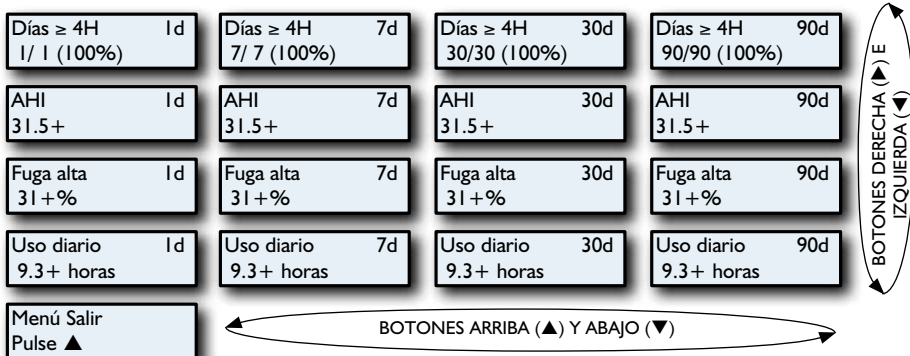 Días ≥ 4H 1d
1/ 1 (100%)
Días ≥ 4H 7d
7/ 7 (100%)
Días ≥ 4H 30d
30/30 (100%)
Días ≥ 4H 90d
90/90 (100%)
AHI 1d
31.5+
AHI 7d
31.5+
AHI 30d
31.5+
AHI 90d
31.5+
Fuga alta 1d
31+%
Fuga alta 7d
31+%
Fuga alta 30d
31+%
Fuga alta 90d
31+%
Uso diario 1d
9.3+ horas
Uso diario 7d
9.3+ horas
Uso diario 30d
9.3+ horas
Uso diario 90d
9.3+ horas
Menú Salir
Pulse ▲
BOTONES ARRIBA (▲) Y ABAJO (▼)
BOTONES DERECHA (▶) E
IZQUIERDA (◀)